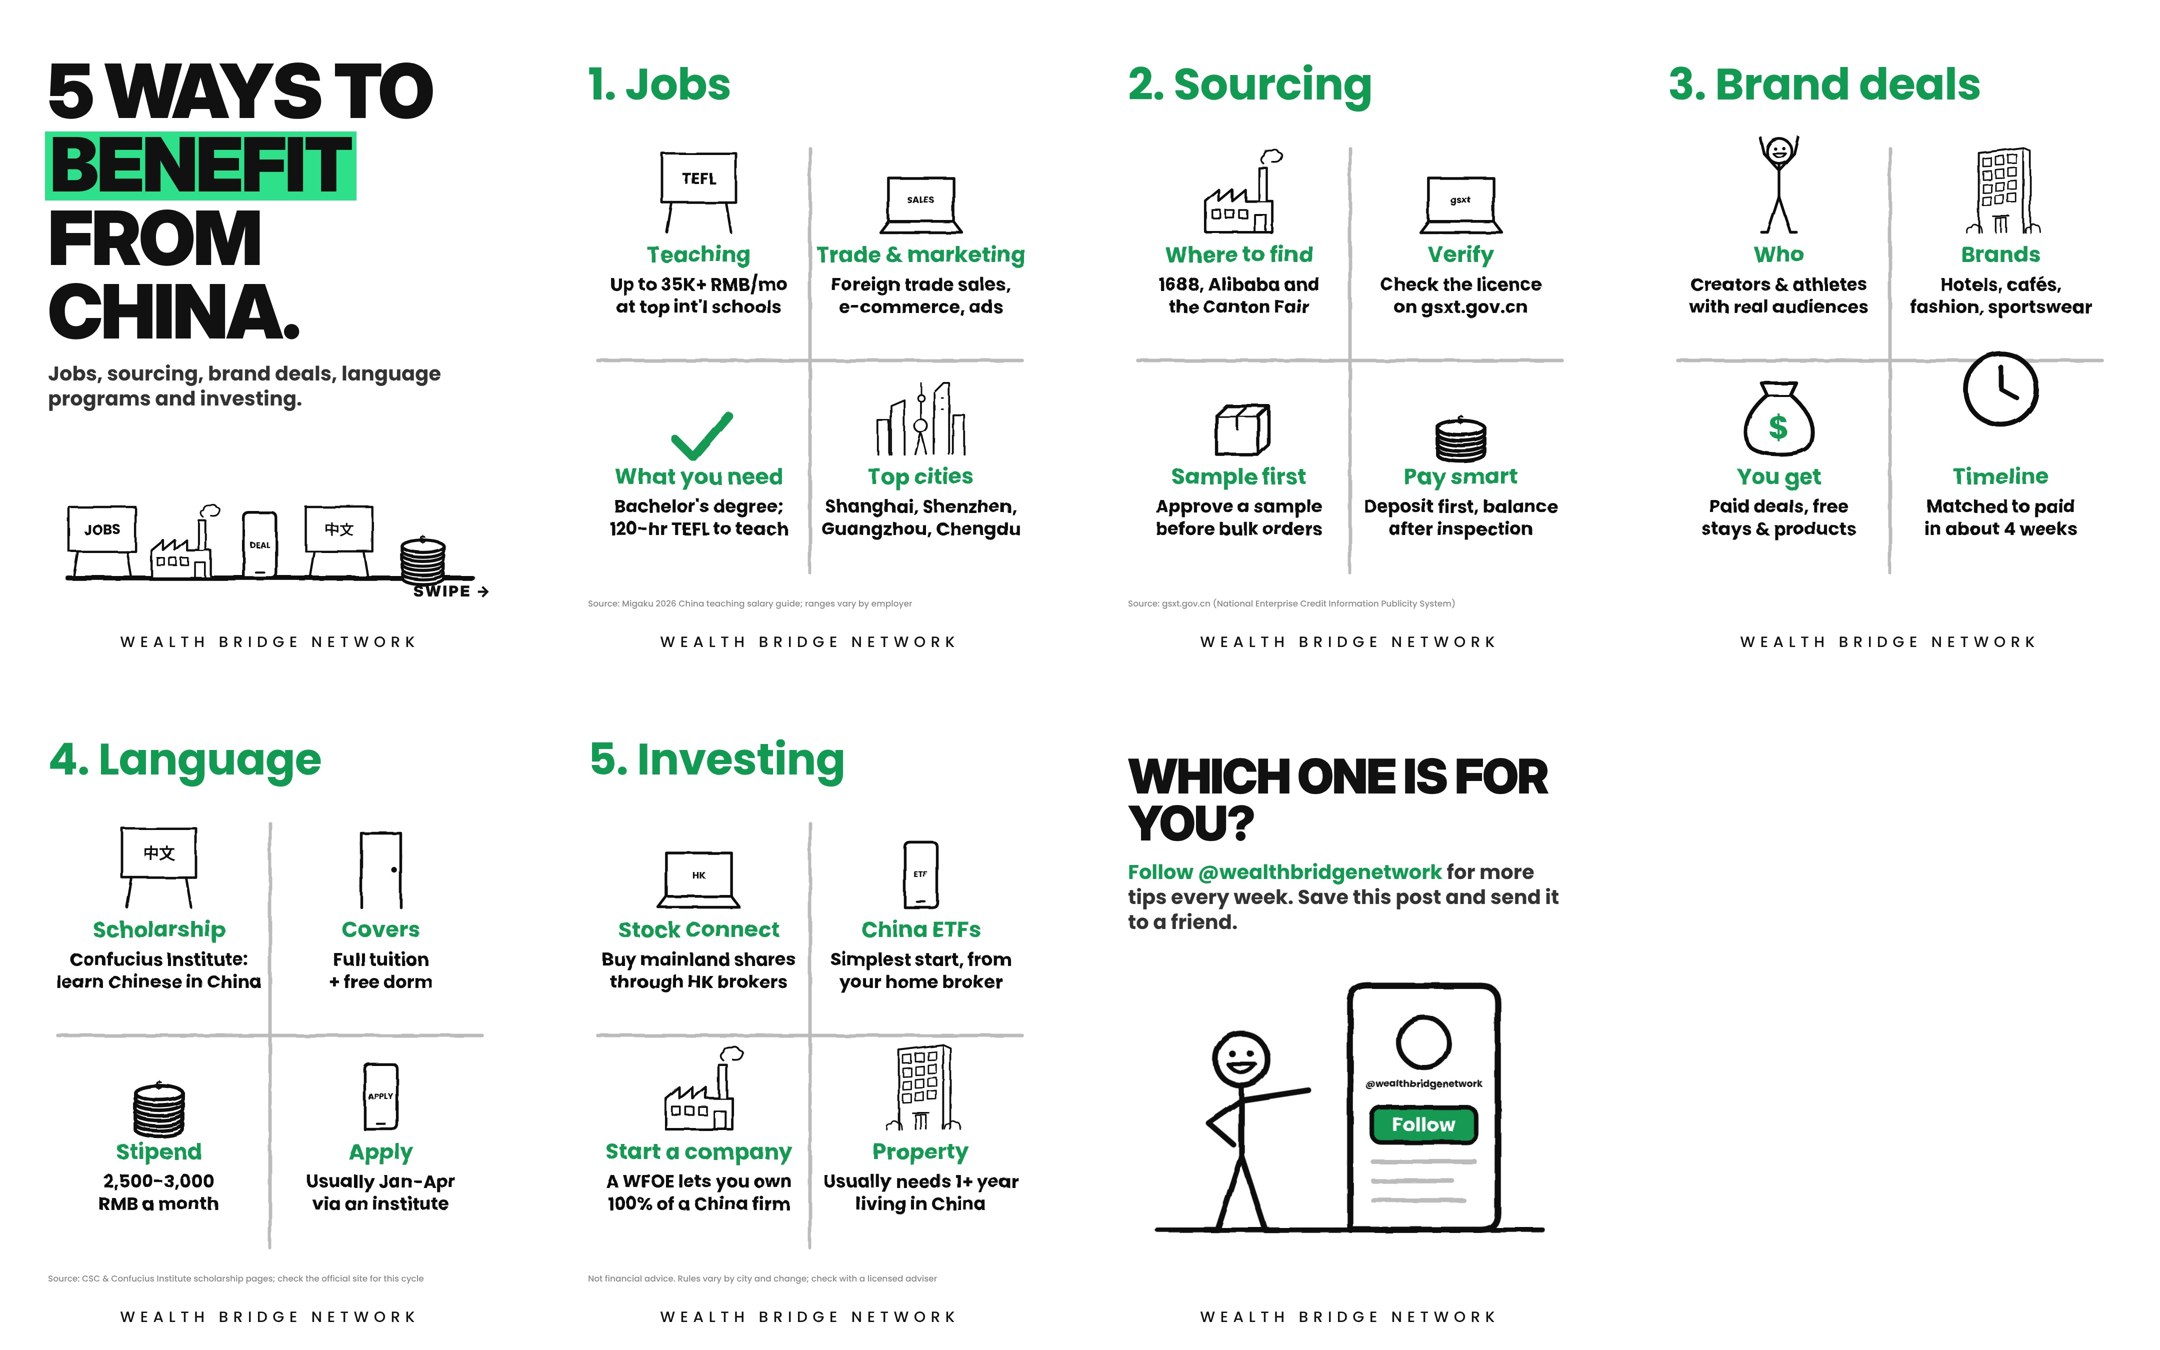 5 WAYS TO
BENEFIT
FROM
CHINA.
Jobs, sourcing, brand deals, language
programs and investing.
JOBS
DEAL
中文
$
SWIPE →
WEALTH BRIDGE NETWORK
1. Jobs
TEFL
Teaching
Up to 35K+ RMB/mo
at top int'l schools
SALES
Trade & marketing
Foreign trade sales,
e-commerce, ads
What you need
Bachelor's degree;
120-hr TEFL to teach
Top cities
Shanghai, Shenzhen,
Guangzhou, Chengdu
Source: Migaku 2026 China teaching salary guide; ranges vary by employer
WEALTH BRIDGE NETWORK
2. Sourcing
Where to find
1688, Alibaba and
the Canton Fair
gsxt
Verify
Check the licence
on gsxt.gov.cn
Sample first
Approve a sample
before bulk orders
$
Pay smart
Deposit first, balance
after inspection
Source: gsxt.gov.cn (National Enterprise Credit Information Publicity System)
WEALTH BRIDGE NETWORK
3. Brand deals
Who
Creators & athletes
with real audiences
Brands
Hotels, cafés,
fashion, sportswear
$
You get
Paid deals, free
stays & products
Timeline
Matched to paid
in about 4 weeks
WEALTH BRIDGE NETWORK
4. Language
中文
Scholarship
Confucius Institute:
learn Chinese in China
Covers
Full tuition
+ free dorm
$
Stipend
2,500-3,000
RMB a month
APPLY
Apply
Usually Jan-Apr
via an institute
Source: CSC & Confucius Institute scholarship pages; check the official site for this cycle
WEALTH BRIDGE NETWORK
5. Investing
HK
Stock Connect
Buy mainland shares
through HK brokers
ETF
China ETFs
Simplest start, from
your home broker
Start a company
A WFOE lets you own
100% of a China firm
Property
Usually needs 1+ year
living in China
Not financial advice. Rules vary by city and change; check with a licensed adviser
WEALTH BRIDGE NETWORK
WHICH ONE IS FOR
YOU?
Follow @wealthbridgenetwork for more
tips every week. Save this post and send it
to a friend.
@wealthbridgenetwork
Follow
WEALTH BRIDGE NETWORK